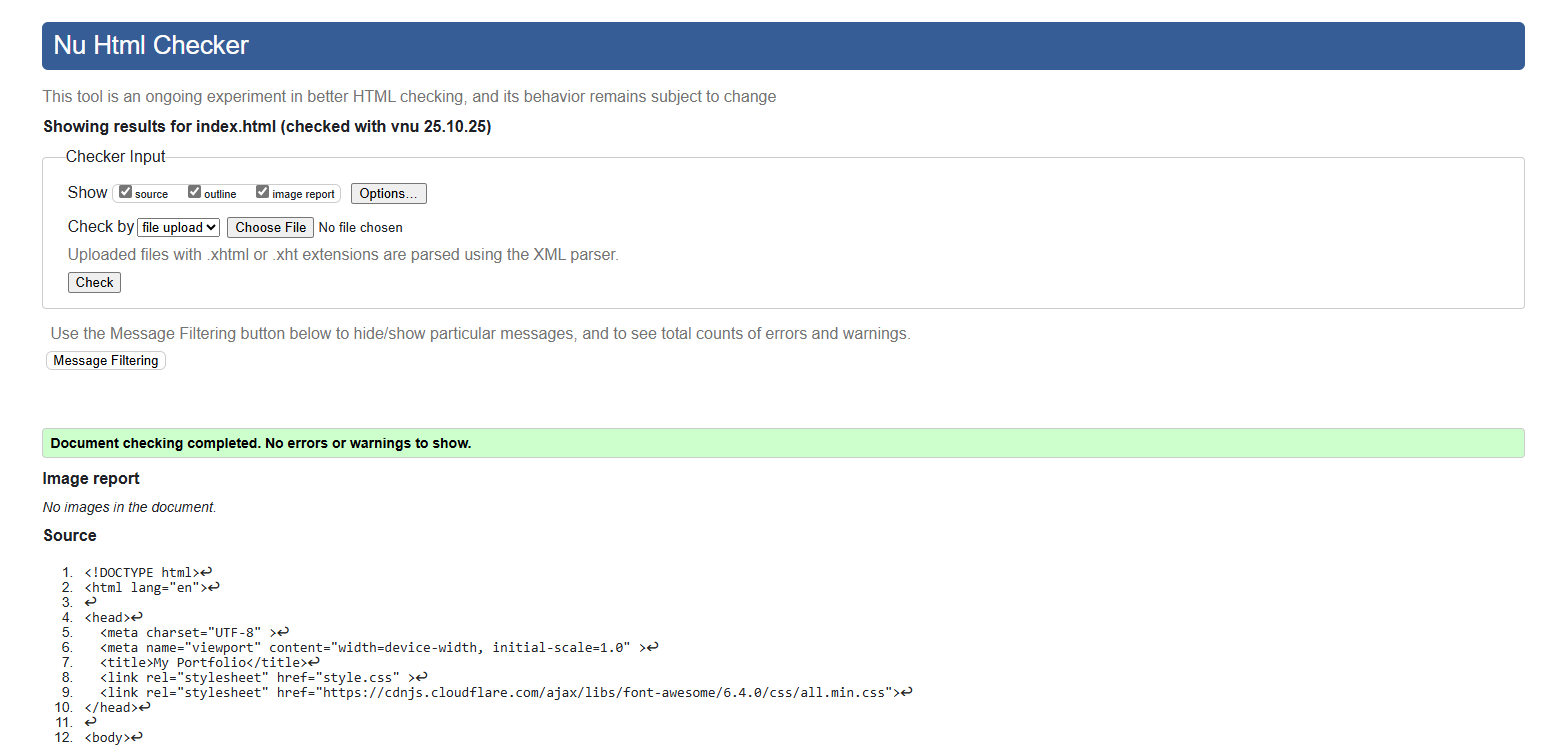 Nu Html Checker
This tool is an ongoing experiment in better HTML checking, and its behavior remains subject to change
Showing results for index.html (checked with vnu 25.10.25)
Checker Input
Show source outline image report Options...
Check by file upload Choose File No file chosen
Uploaded files with .xhtml or .xht extensions are parsed using the XML parser.
Check
Use the Message Filtering button below to hide/show particular messages, and to see total counts of errors and warnings.
Message Filtering
Document checking completed. No errors or warnings to show.
Image report
No images in the document.
Source
1. <!DOCTYPE html>↩
2. <html lang="en">↩
3. ↩
4. <head>↩
5.   <meta charset="UTF-8" >↩
6.   <meta name="viewport" content="width=device-width, initial-scale=1.0" >↩
7.   <title>My Portfolio</title>↩
8.   <link rel="stylesheet" href="style.css" >↩
9.   <link rel="stylesheet" href="https://cdnjs.cloudflare.com/ajax/libs/font-awesome/6.4.0/css/all.min.css">↩
10. </head>↩
11. ↩
12. <body>↩